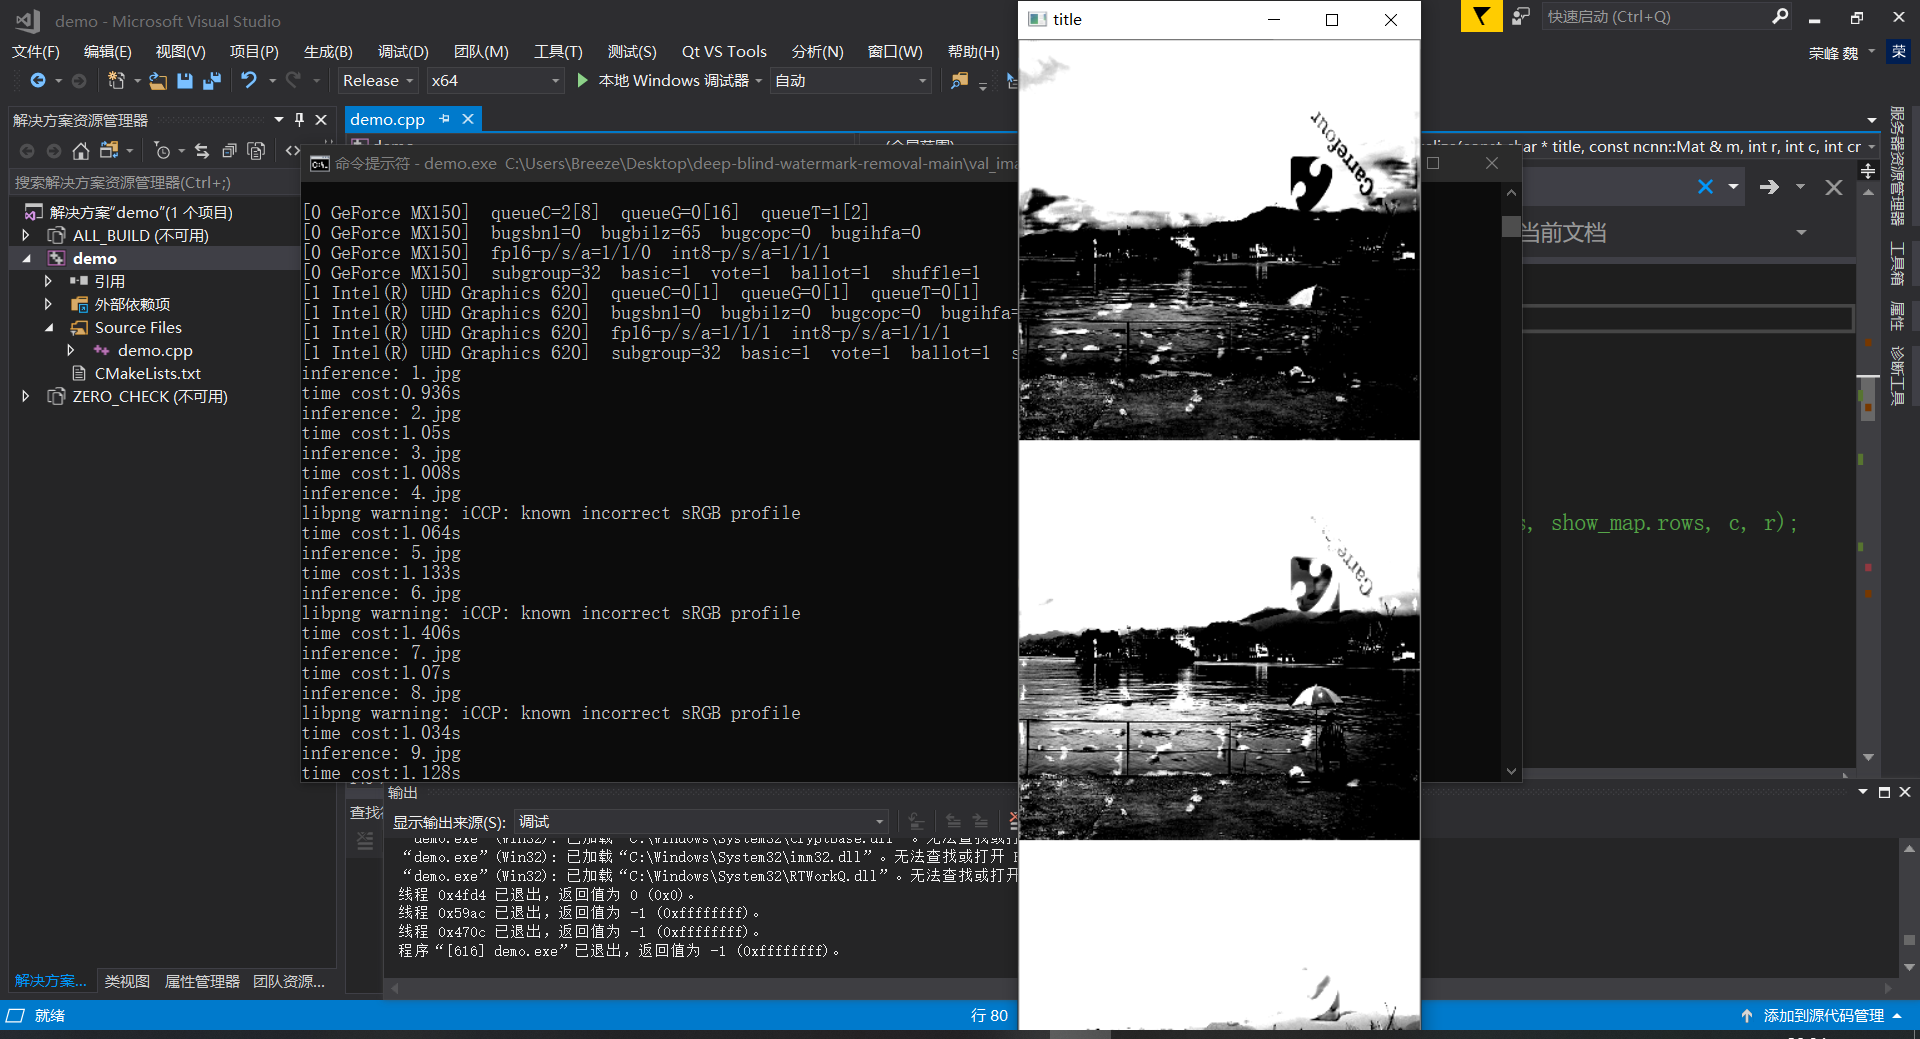 demo - Microsoft Visual Studio
快速启动 (Ctrl+Q)
文件(F) 编辑(E) 视图(V) 项目(P) 生成(B) 调试(D) 团队(M) 工具(T) 测试(S) Qt VS Tools 分析(N) 窗口(W) 帮助(H)
荣峰 魏 荣
Release x64 本地 Windows 调试器 自动
解决方案资源管理器
搜索解决方案资源管理器(Ctrl+;)
解决方案"demo"(1 个项目)
ALL_BUILD (不可用)
demo
引用
外部依赖项
Source Files
demo.cpp
CMakeLists.txt
ZERO_CHECK (不可用)
解决方案... 类视图 属性管理器 团队资源...
demo.cpp
命令提示符 - demo.exe C:\Users\Breeze\Desktop\deep-blind-watermark-removal-main\val_ima
[0 GeForce MX150] queueC=2[8] queueG=0[16] queueT=1[2]
[0 GeForce MX150] bugsbn1=0 bugbilz=65 bugcopc=0 bugihfa=0
[0 GeForce MX150] fp16-p/s/a=1/1/0 int8-p/s/a=1/1/1
[0 GeForce MX150] subgroup=32 basic=1 vote=1 ballot=1 shuffle=1
[1 Intel(R) UHD Graphics 620] queueC=0[1] queueG=0[1] queueT=0[1]
[1 Intel(R) UHD Graphics 620] bugsbn1=0 bugbilz=0 bugcopc=0 bugihfa=
[1 Intel(R) UHD Graphics 620] fp16-p/s/a=1/1/1 int8-p/s/a=1/1/1
[1 Intel(R) UHD Graphics 620] subgroup=32 basic=1 vote=1 ballot=1 s
inference: 1.jpg
time cost:0.936s
inference: 2.jpg
time cost:1.05s
inference: 3.jpg
time cost:1.008s
inference: 4.jpg
libpng warning: iCCP: known incorrect sRGB profile
time cost:1.064s
inference: 5.jpg
time cost:1.133s
inference: 6.jpg
libpng warning: iCCP: known incorrect sRGB profile
time cost:1.406s
inference: 7.jpg
time cost:1.07s
inference: 8.jpg
libpng warning: iCCP: known incorrect sRGB profile
time cost:1.034s
inference: 9.jpg
time cost:1.128s
title
Carrefour
Carre
char * title, const ncnn::Mat & m, int r, int c, int cr
当前文档
s, show_map.rows, c, r);
服务器资源管理器
工具箱
属性
诊断工具
输出
显示输出来源(S): 调试
"demo.exe"(Win32): 已加载"C:\Windows\System32\cryptbase.dll"。无法查找或打
"demo.exe"(Win32): 已加载"C:\Windows\System32\imm32.dll"。无法查找或打开
"demo.exe"(Win32): 已加载"C:\Windows\System32\RTWorkQ.dll"。无法查找或打开
线程 0x4fd4 已退出，返回值为 0 (0x0)。
线程 0x59ac 已退出，返回值为 -1 (0xffffffff)。
线程 0x470c 已退出，返回值为 -1 (0xffffffff)。
程序"[616] demo.exe"已退出，返回值为 -1 (0xffffffff)。
就绪
行 80
添加到源代码管理